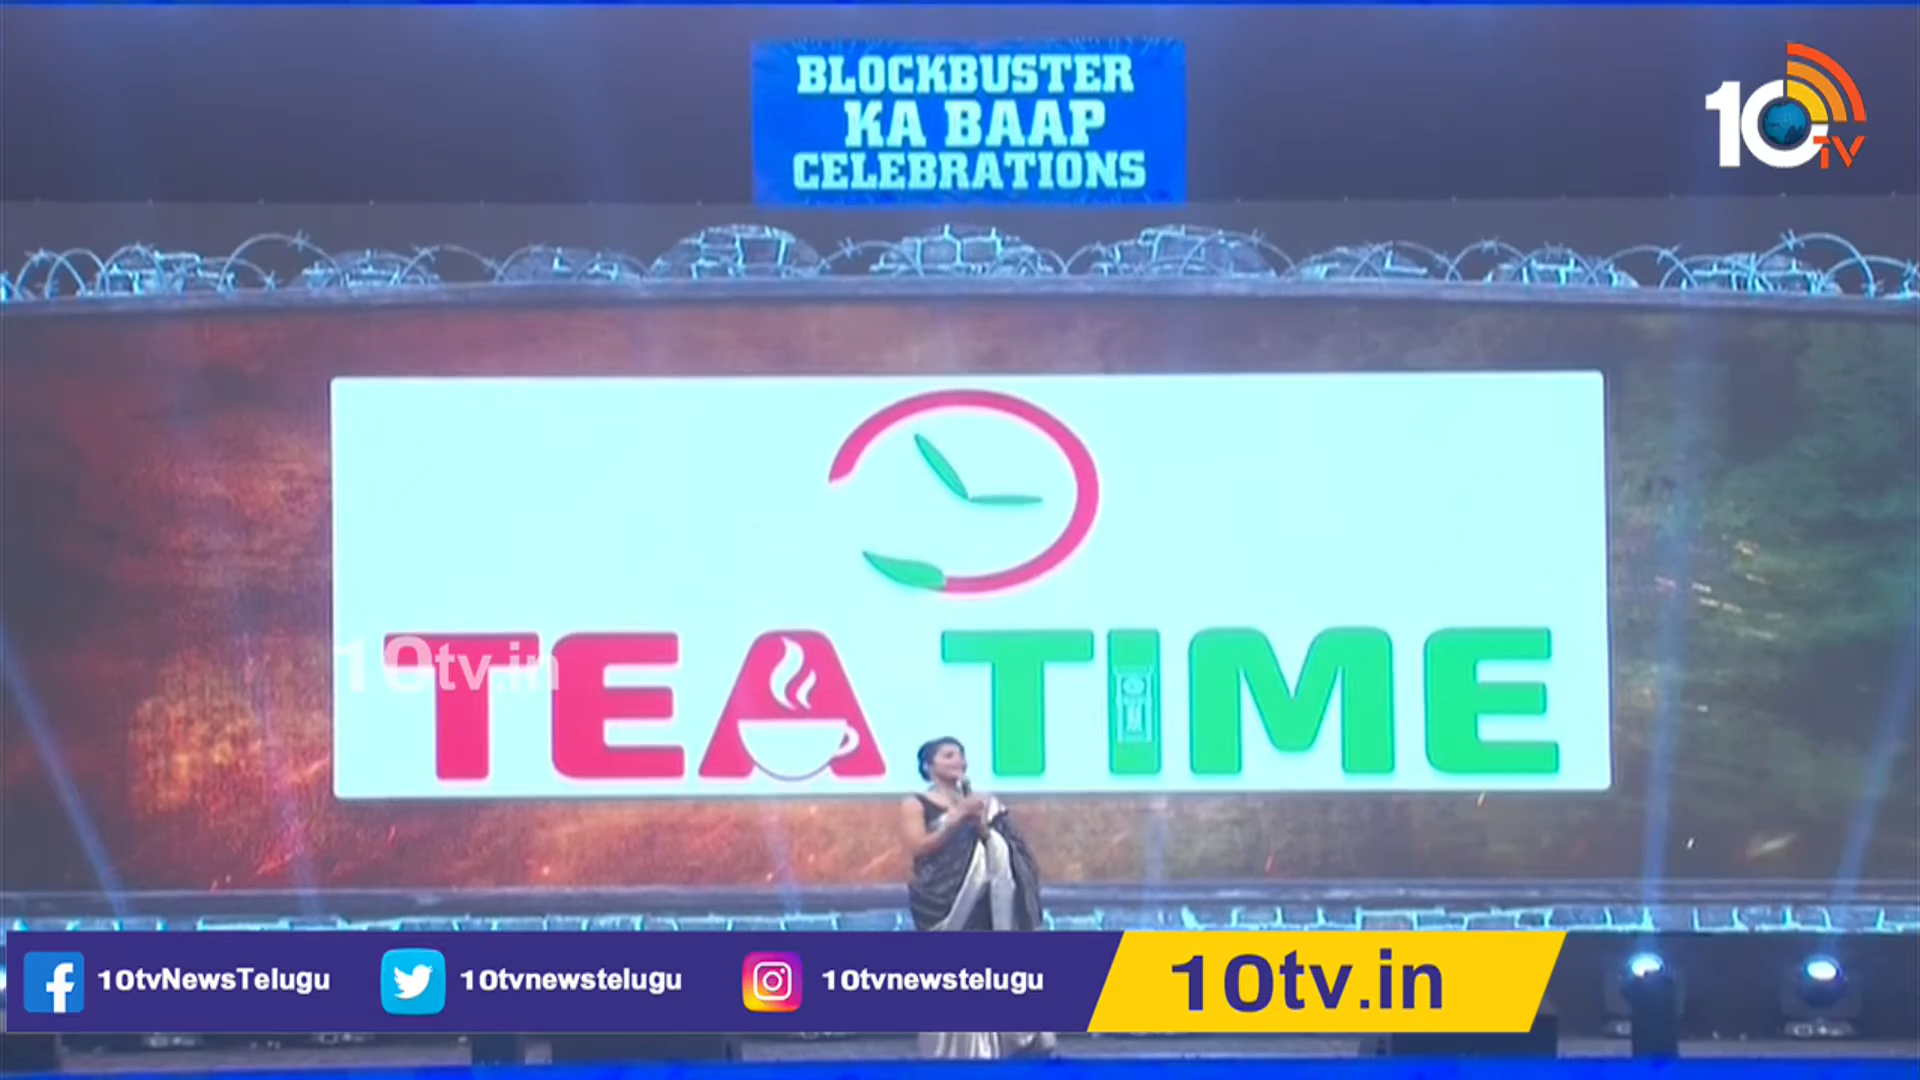 BLOCKBUSTER
KA BAAP
CELEBRATIONS
10TV
TEA TIME
10tv.in
10tvNewsTelugu
10tvnewstelugu
10tvnewstelugu
10tv.in